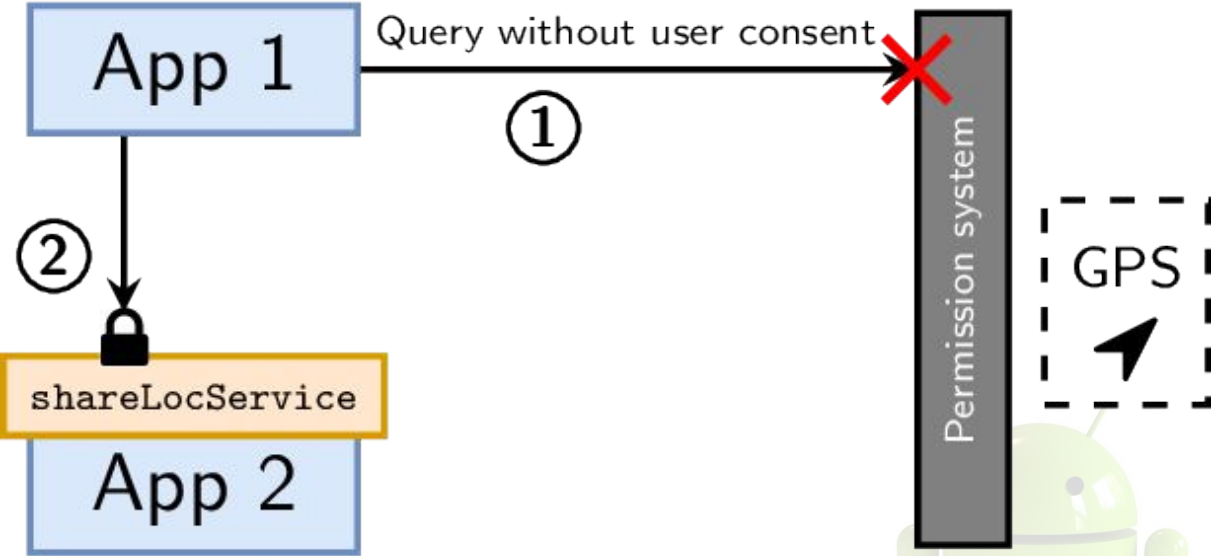 App 1
Query without user consent
1
2
shareLocService
App 2
Permission system
GPS